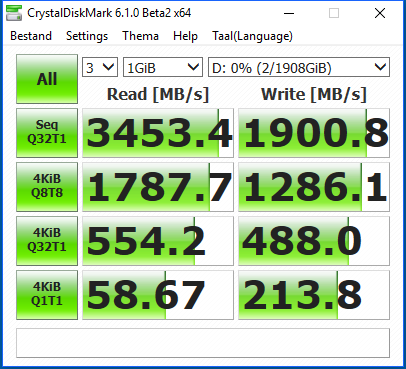 CrystalDiskMark 6.1.0 Beta2 x64
Bestand Settings Thema Help Taal(Language)
All 3 1GiB D: 0% (2/1908GiB)
Read [MB/s] Write [MB/s]
Seq
Q32T1
3453.4 1900.8
4KiB
Q8T8
1787.7 1286.1
4KiB
Q32T1
554.2 488.0
4KiB
Q1T1
58.67 213.8